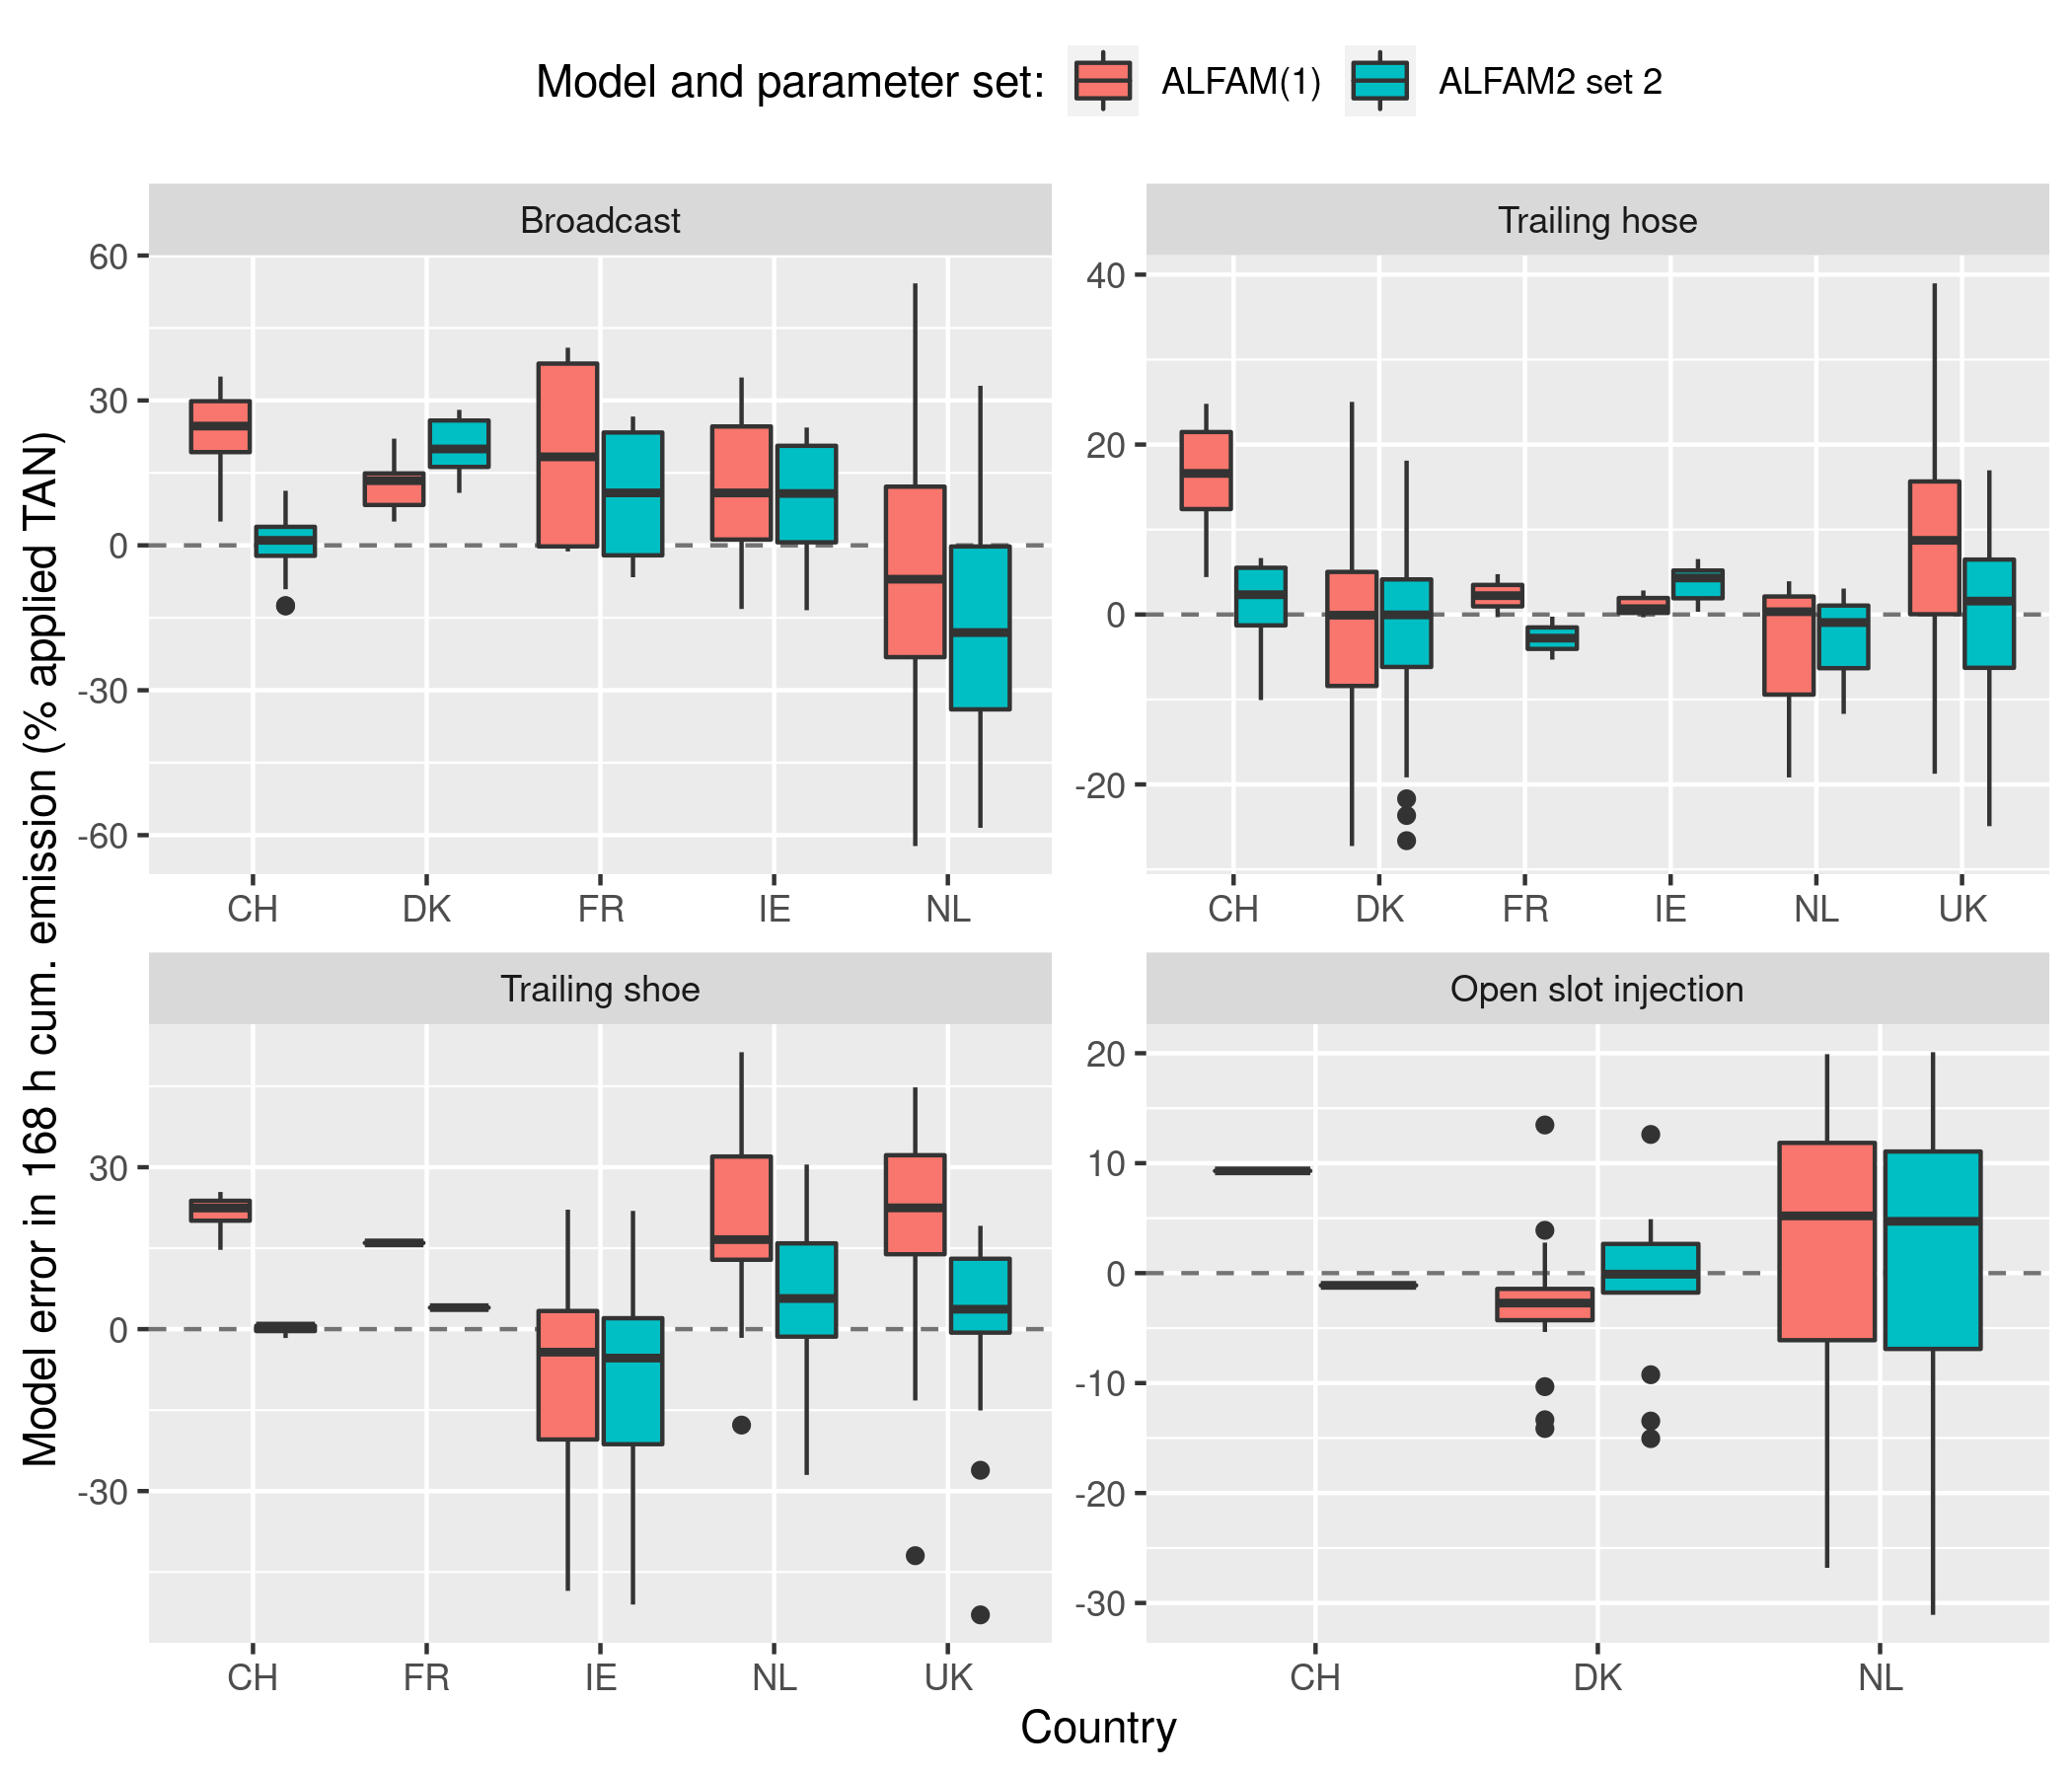 Model and parameter set: ALFAM(1) ALFAM2 set 2
Model error in 168 h cum. emission (% applied TAN)
Broadcast
60
30
0
-30
-60
CH DK FR IE NL
Trailing hose
40
20
0
-20
CH DK FR IE NL UK
Trailing shoe
30
0
-30
CH FR IE NL UK
Open slot injection
20
10
0
-10
-20
-30
CH DK NL
Country